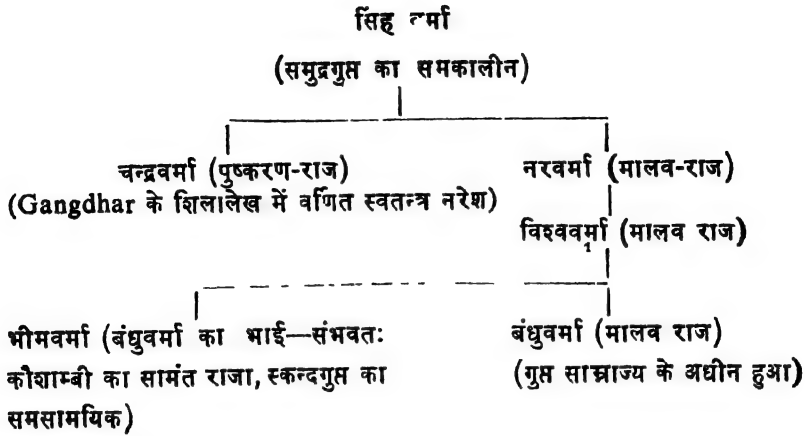 सिंह वर्मा
(समुद्रगुप्त का समकालीन)
चन्द्रवर्मा (पुष्करण-राज) नरवर्मा (मालव-राज)
(Gangdhar के शिलालेख में वर्णित स्वतन्त्र नरेश)
विश्ववर्मा (मालव राज)
1
भीमवर्मा (बंधुवर्मा का भाई—संभवतः बंधुवर्मा (मालव राज)
कौशाम्बी का सामंत राजा, स्कन्दगुप्त का (गुप्त साम्राज्य के अधीन हुआ)
समसामयिक)